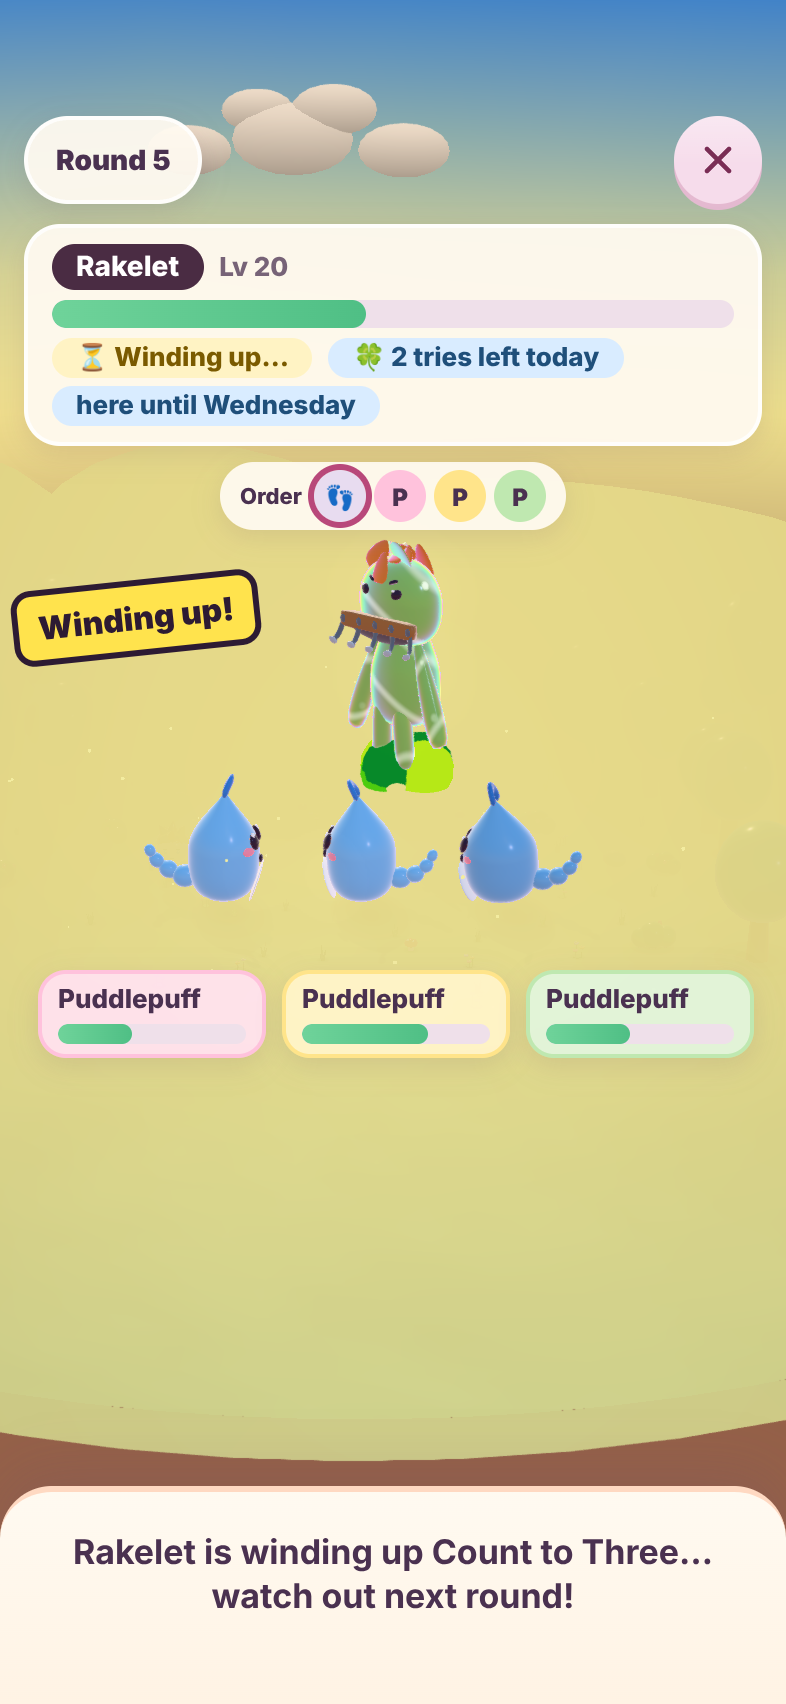 Round 5
Rakelet Lv 20
⏳ Winding up...
🍀 2 tries left today
here until Wednesday
Order 👣 P P P
Winding up!
Puddlepuff
Puddlepuff
Puddlepuff
Rakelet is winding up Count to Three...
watch out next round!